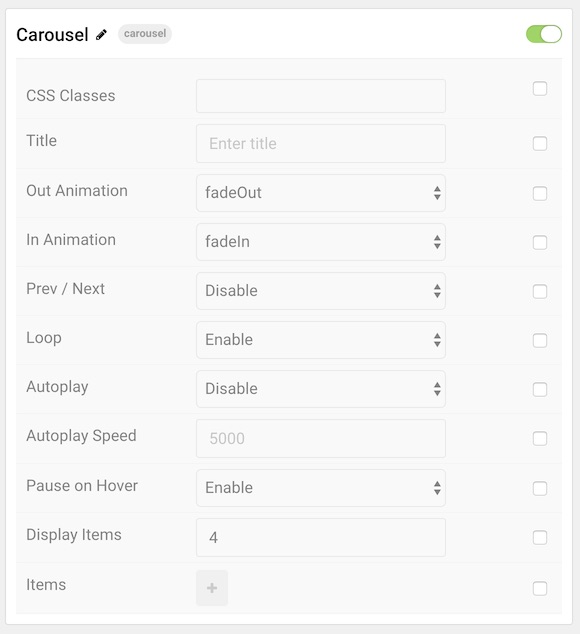 Carousel carousel
CSS Classes
Title Enter title
Out Animation fadeOut
In Animation fadeIn
Prev / Next Disable
Loop Enable
Autoplay Disable
Autoplay Speed 5000
Pause on Hover Enable
Display Items 4
Items +